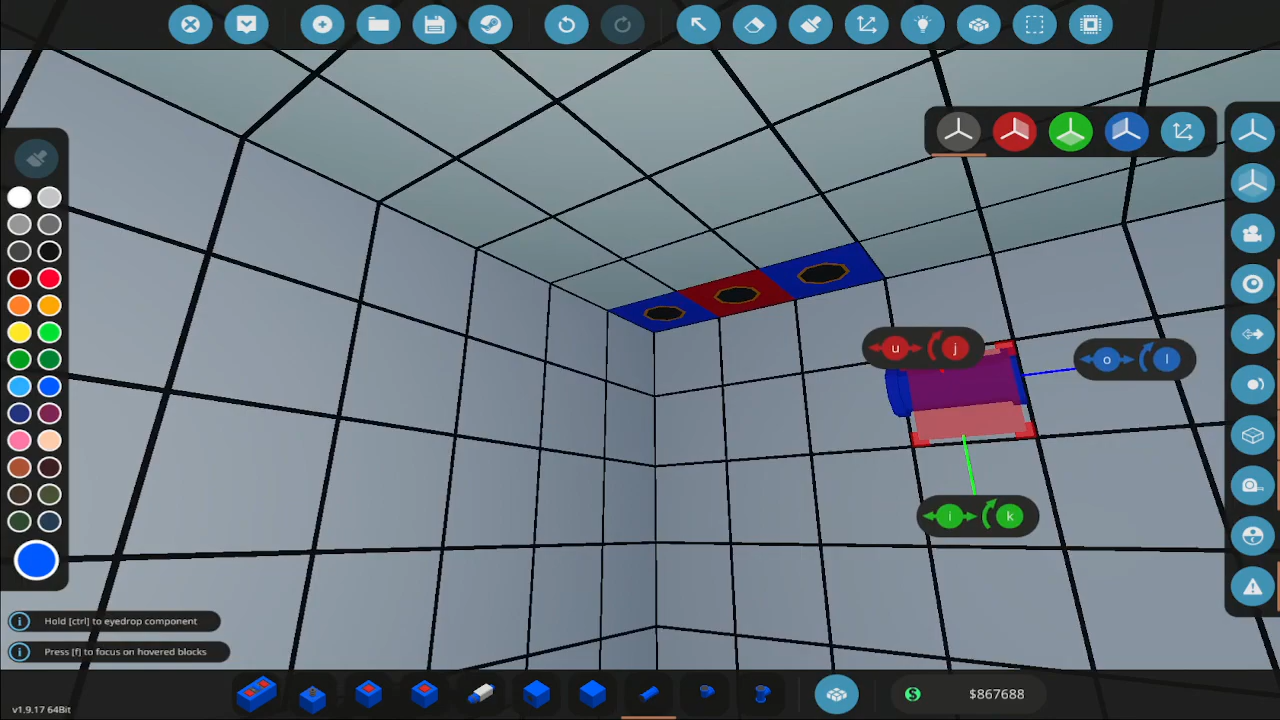 u
j
o
l
i
k
Hold [ctrl] to eyedrop component
Press [f] to focus on hovered blocks
$867688
v1.9.17 64Bit